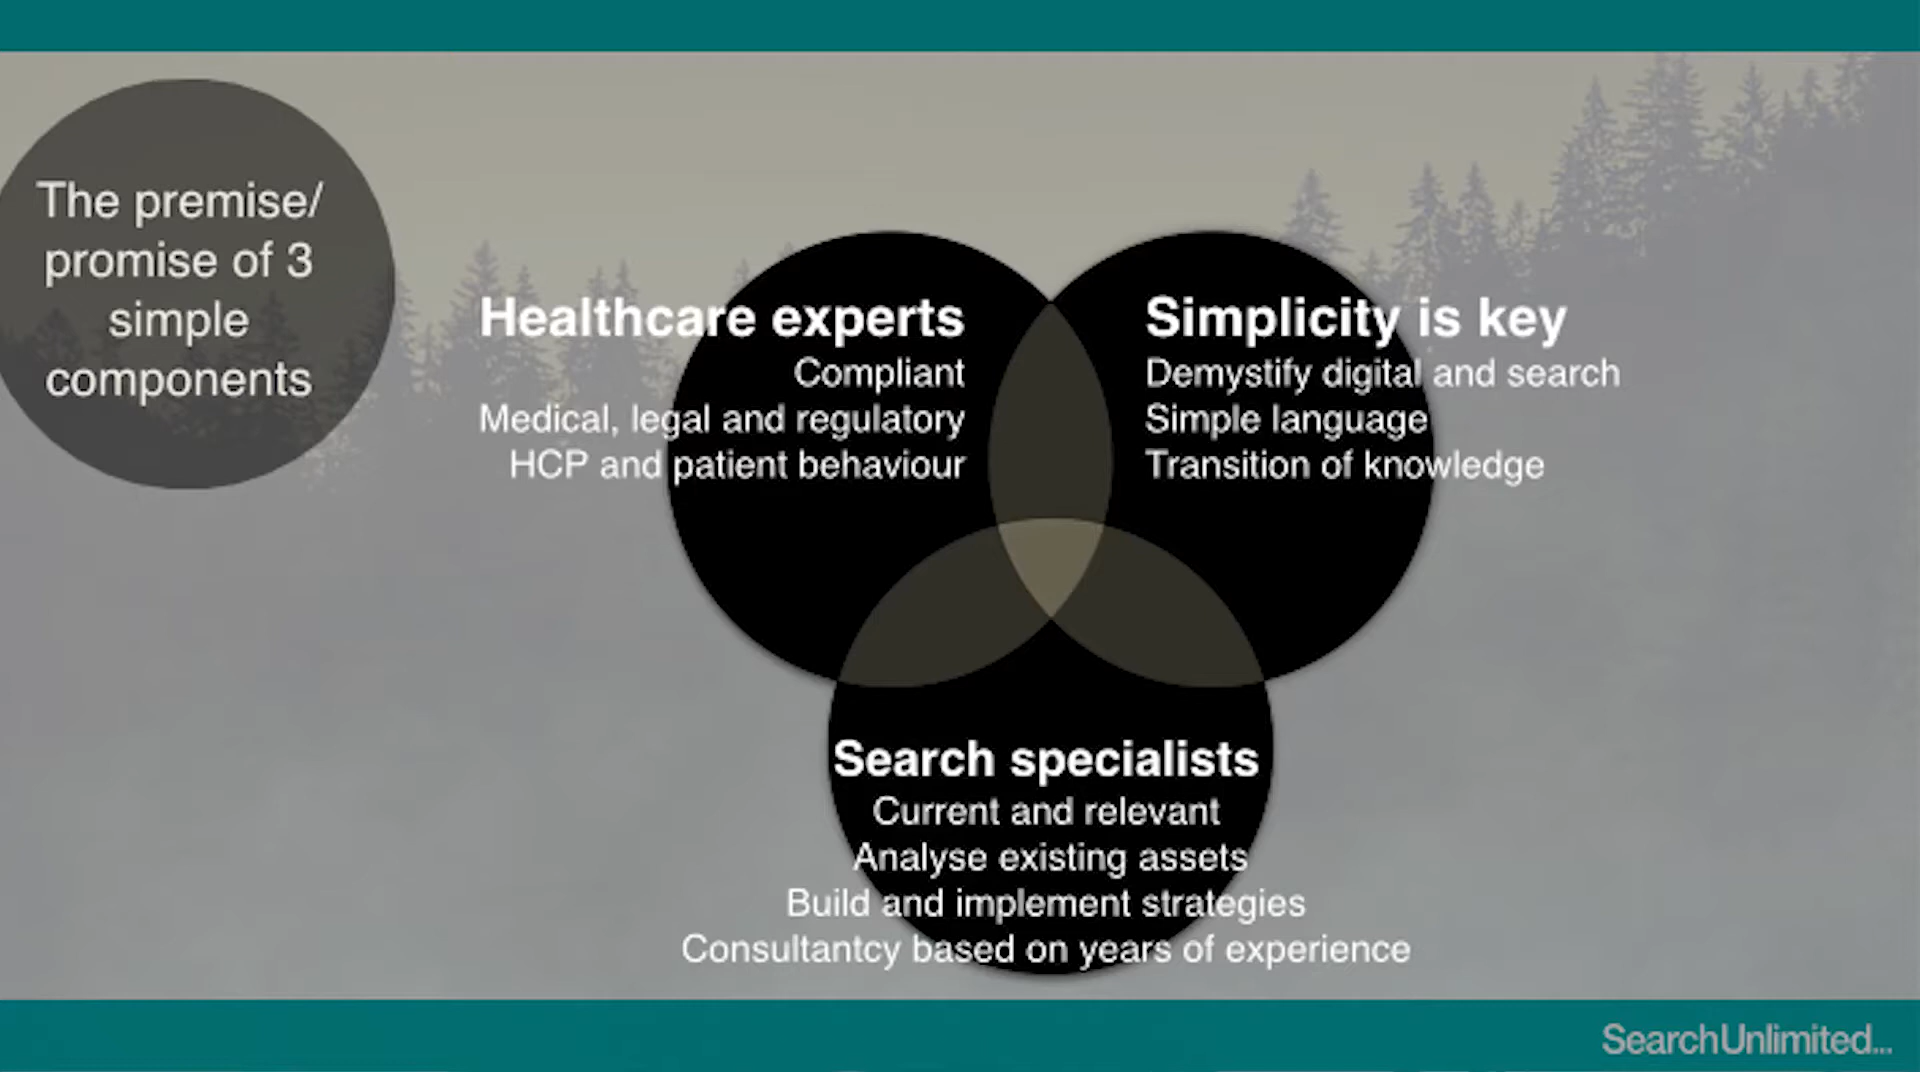 The premise/
promise of 3
simple
components
Healthcare experts
Compliant
Medical, legal and regulatory
HCP and patient behaviour
Simplicity is key
Demystify digital and search
Simple language
Transition of knowledge
Search specialists
Current and relevant
Analyse existing assets
Build and implement strategies
Consultantcy based on years of experience
SearchUnlimited...